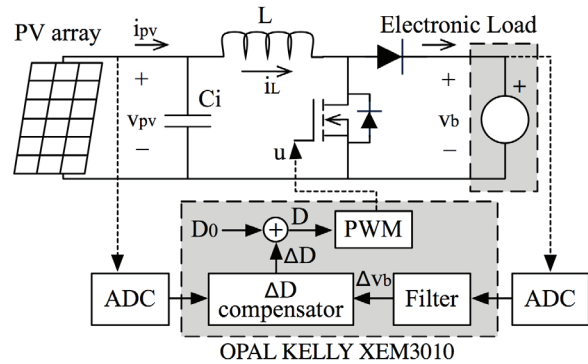 PV array
ipv
L
Electronic Load
+
+
+
iL
Ci
vpv
vb
−
−
u
D0
+
D
PWM
ΔD
Δvb
ADC
ΔD
compensator
Filter
ADC
OPAL KELLY XEM3010